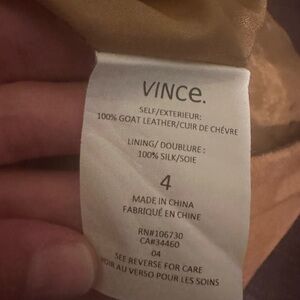 VINCE.
SELF/EXTERIEUR:
100% GOAT LEATHER/CUIR DE CHÉVRE
LINING/ DOUBLURE :
100% SILK/SOIE
4
MADE IN CHINA
FABRIQUÉ EN CHINE
RN#106730
CA#34460
04
SEE REVERSE FOR CARE
VOIR AU VERSO POUR LES SOINS